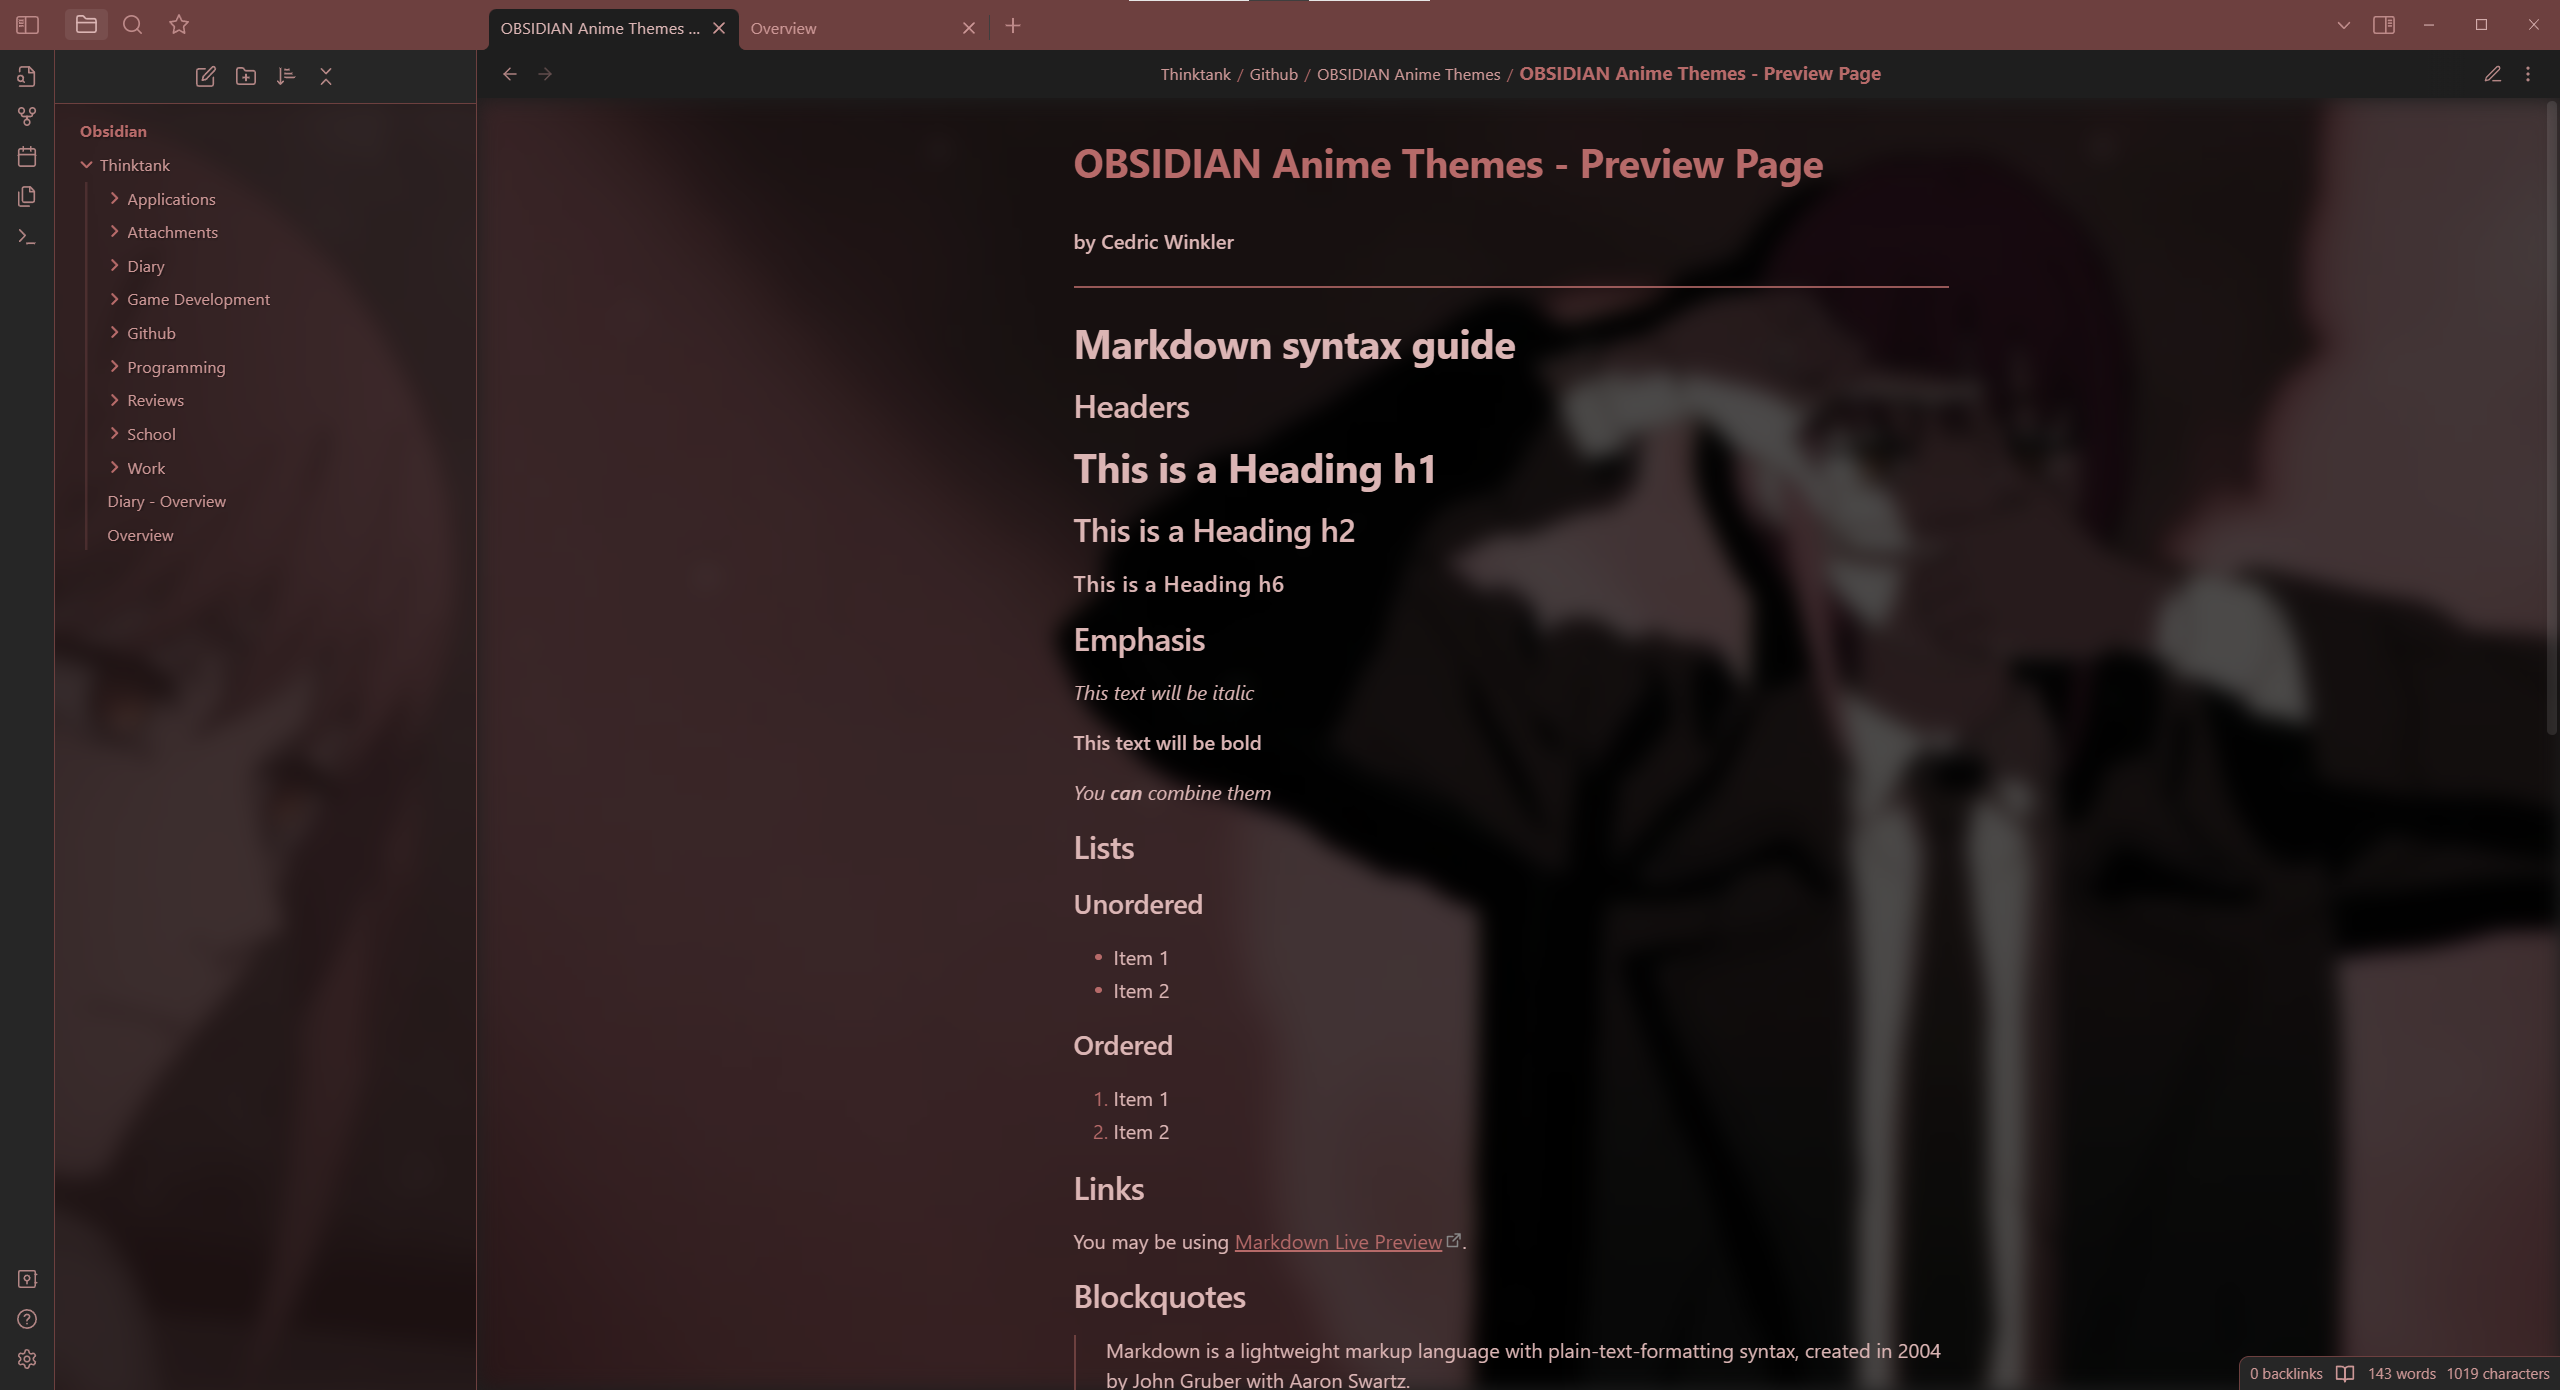 OBSIDIAN Anime Themes ...
Overview
Thinktank / Github / OBSIDIAN Anime Themes / OBSIDIAN Anime Themes - Preview Page
Obsidian
Thinktank
Applications
Attachments
Diary
Game Development
Github
Programming
Reviews
School
Work
Diary - Overview
Overview
OBSIDIAN Anime Themes - Preview Page
by Cedric Winkler
Markdown syntax guide
Headers
This is a Heading h1
This is a Heading h2
This is a Heading h6
Emphasis
This text will be italic
This text will be bold
You can combine them
Lists
Unordered
• Item 1
• Item 2
Ordered
1. Item 1
2. Item 2
Links
You may be using Markdown Live Preview.
Blockquotes
Markdown is a lightweight markup language with plain-text-formatting syntax, created in 2004
by John Gruber with Aaron Swartz.
0 backlinks 143 words 1019 characters